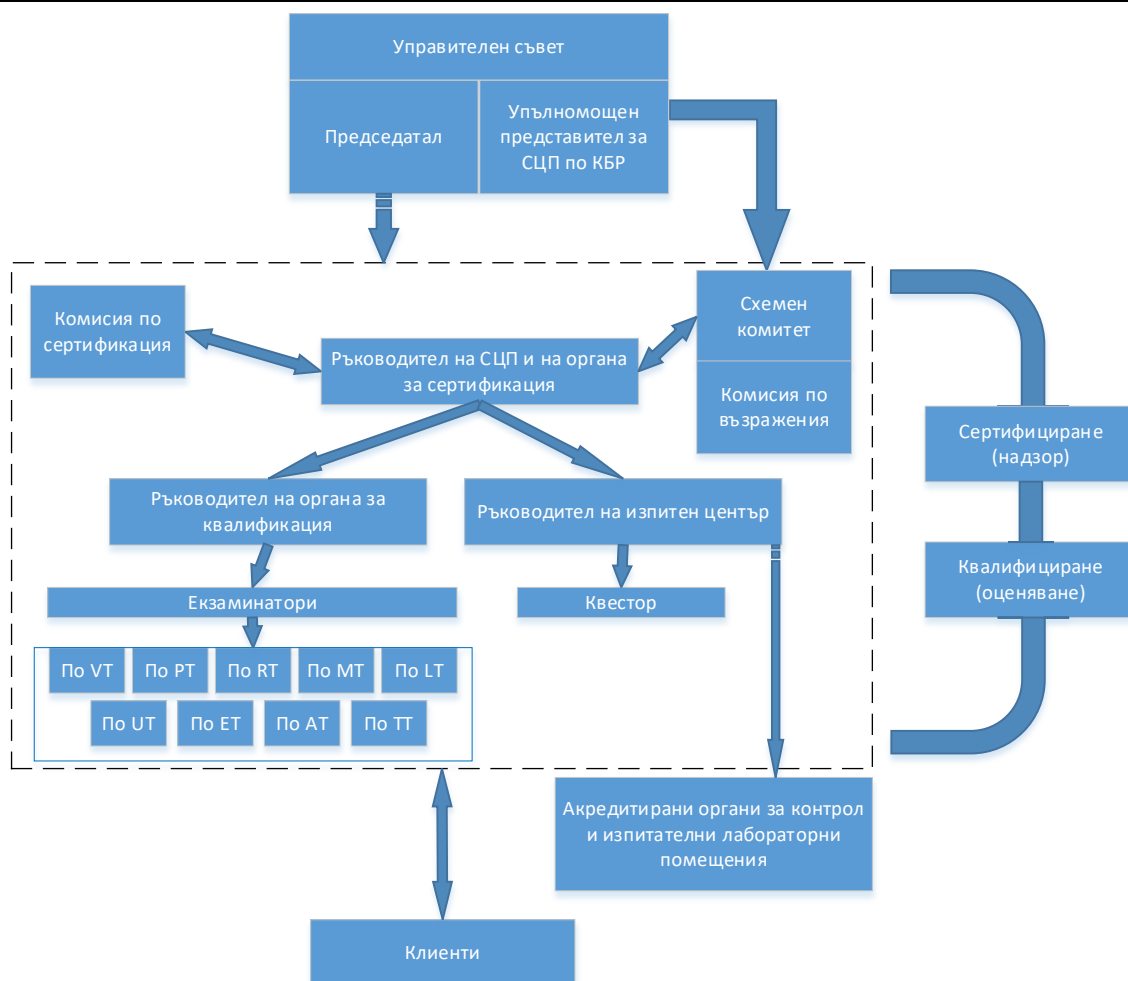 Управителен съвет
Председатал
Упълномощен
представител за
СЦП по КБР
Комисия по
сертификация
Ръководител на СЦП и на органа
за сертификация
Схемен
комитет
Комисия по
възражения
Сертифициране
(надзор)
Ръководител на органа за
квалификация
Ръководител на изпитен център
Квалифициране
(оценяване)
Екзаминатори
Квестор
По VT
По PT
По RT
По MT
По LT
По UT
По ET
По AT
По TT
Акредитирани органи за контрол
и изпитателни лабораторни
помещения
Клиенти